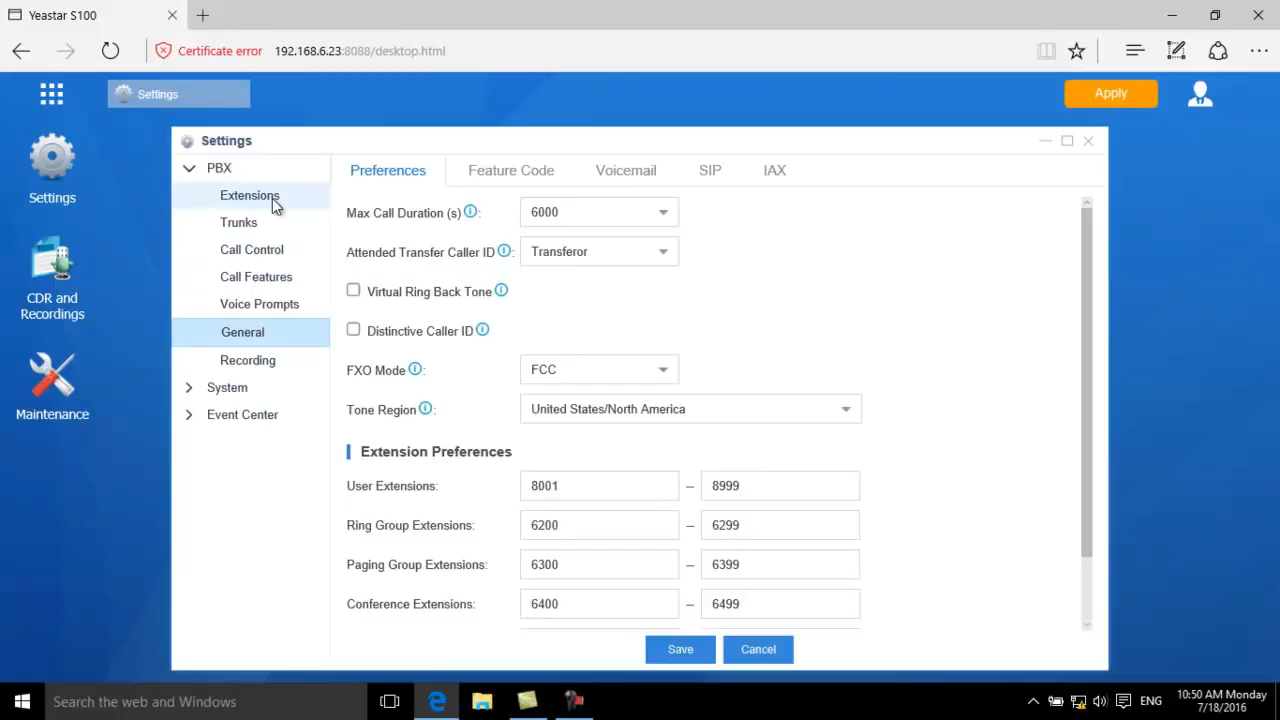 Yeastar S100
Certificate error 192.168.6.23:8088/desktop.html
Settings
Apply
Settings
CDR and
Recordings
Maintenance
Settings
PBX
Extensions
Trunks
Call Control
Call Features
Voice Prompts
General
Recording
System
Event Center
Preferences Feature Code Voicemail SIP IAX
Max Call Duration (s) : 6000
Attended Transfer Caller ID : Transferor
Virtual Ring Back Tone
Distinctive Caller ID
FXO Mode : FCC
Tone Region : United States/North America
Extension Preferences
User Extensions: 8001 – 8999
Ring Group Extensions: 6200 – 6299
Paging Group Extensions: 6300 – 6399
Conference Extensions: 6400 – 6499
Save Cancel
Search the web and Windows
ENG
10:50 AM Monday
7/18/2016